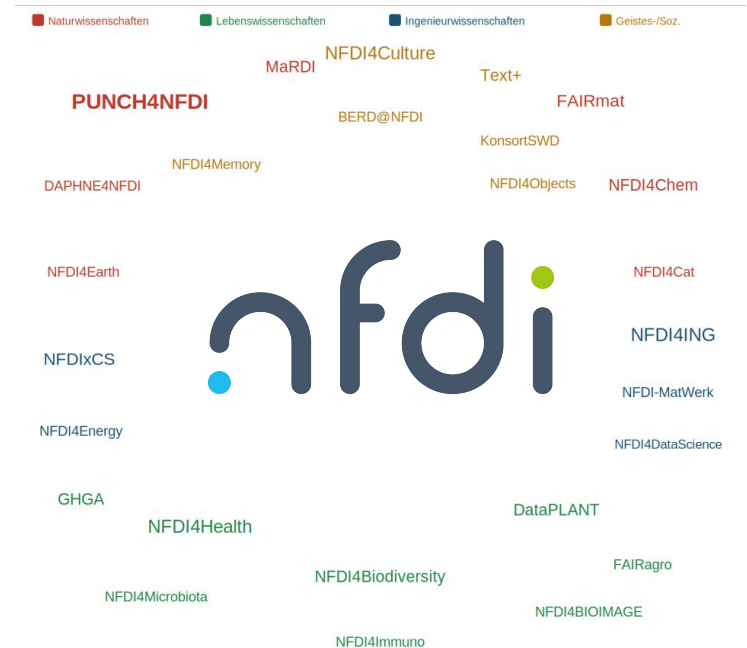 Naturwissenschaften
Lebenswissenschaften
Ingenieurwissenschaften
Geistes-/Soz.
NFDI4Culture
MaRDI
Text+
PUNCH4NFDI
FAIRmat
BERD@NFDI
KonsortSWD
NFDI4Memory
DAPHNE4NFDI
NFDI4Objects
NFDI4Chem
NFDI4Earth
NFDI4Cat
nfdi
NFDI4ING
NFDIxCS
NFDI-MatWerk
NFDI4Energy
NFDI4DataScience
GHGA
DataPLANT
NFDI4Health
FAIRagro
NFDI4Biodiversity
NFDI4Microbiota
NFDI4BIOIMAGE
NFDI4Immuno